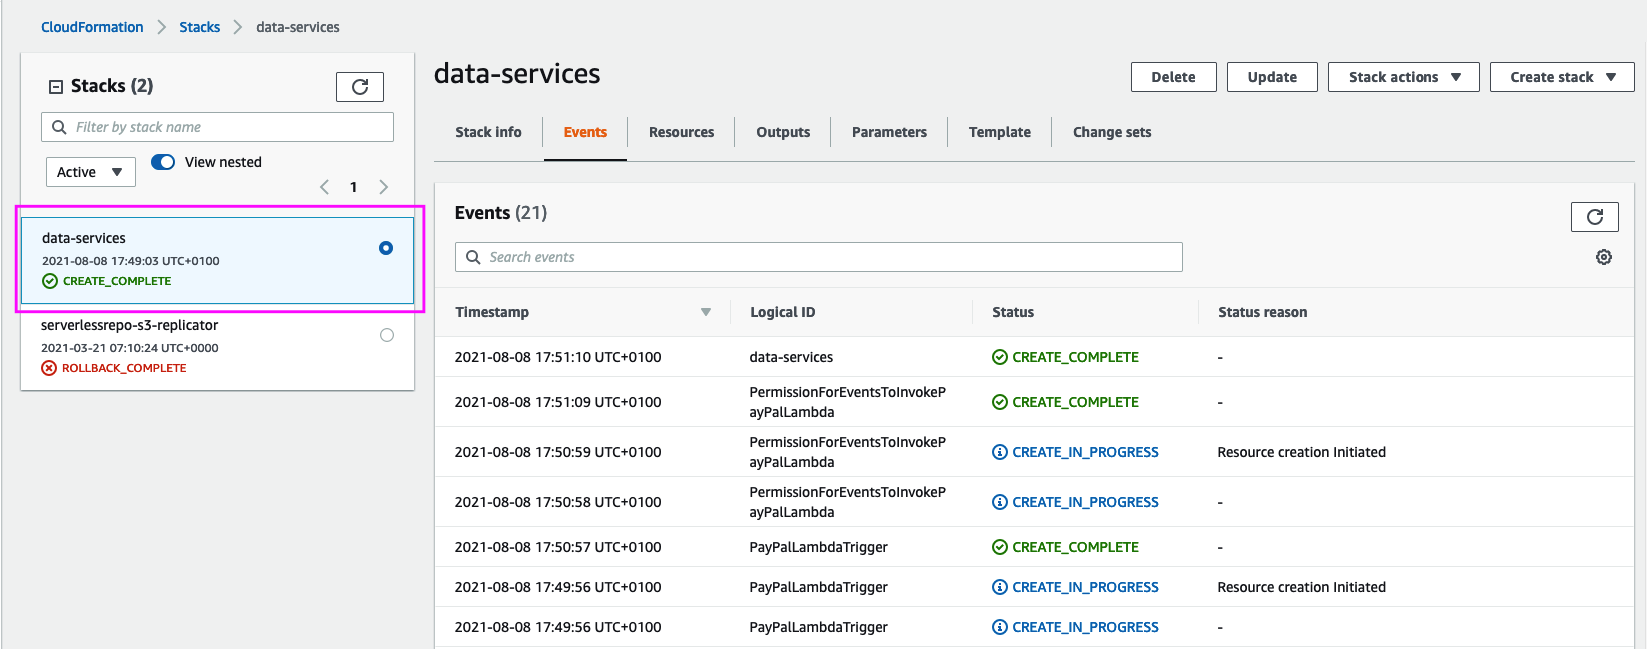 CloudFormation > Stacks > data-services
Stacks (2)
Filter by stack name
Active
View nested
1
data-services
2021-08-08 17:49:03 UTC+0100
CREATE_COMPLETE
serverlessrepo-s3-replicator
2021-03-21 07:10:24 UTC+0000
ROLLBACK_COMPLETE
data-services
Delete
Update
Stack actions
Create stack
Stack info
Events
Resources
Outputs
Parameters
Template
Change sets
Events (21)
Search events
Timestamp Logical ID Status Status reason
2021-08-08 17:51:10 UTC+0100 data-services CREATE_COMPLETE -
2021-08-08 17:51:09 UTC+0100 PermissionForEventsToInvokeP
ayPalLambda CREATE_COMPLETE -
2021-08-08 17:50:59 UTC+0100 PermissionForEventsToInvokeP
ayPalLambda CREATE_IN_PROGRESS Resource creation Initiated
2021-08-08 17:50:58 UTC+0100 PermissionForEventsToInvokeP
ayPalLambda CREATE_IN_PROGRESS -
2021-08-08 17:50:57 UTC+0100 PayPalLambdaTrigger CREATE_COMPLETE -
2021-08-08 17:49:56 UTC+0100 PayPalLambdaTrigger CREATE_IN_PROGRESS Resource creation Initiated
2021-08-08 17:49:56 UTC+0100 PayPalLambdaTrigger CREATE_IN_PROGRESS -